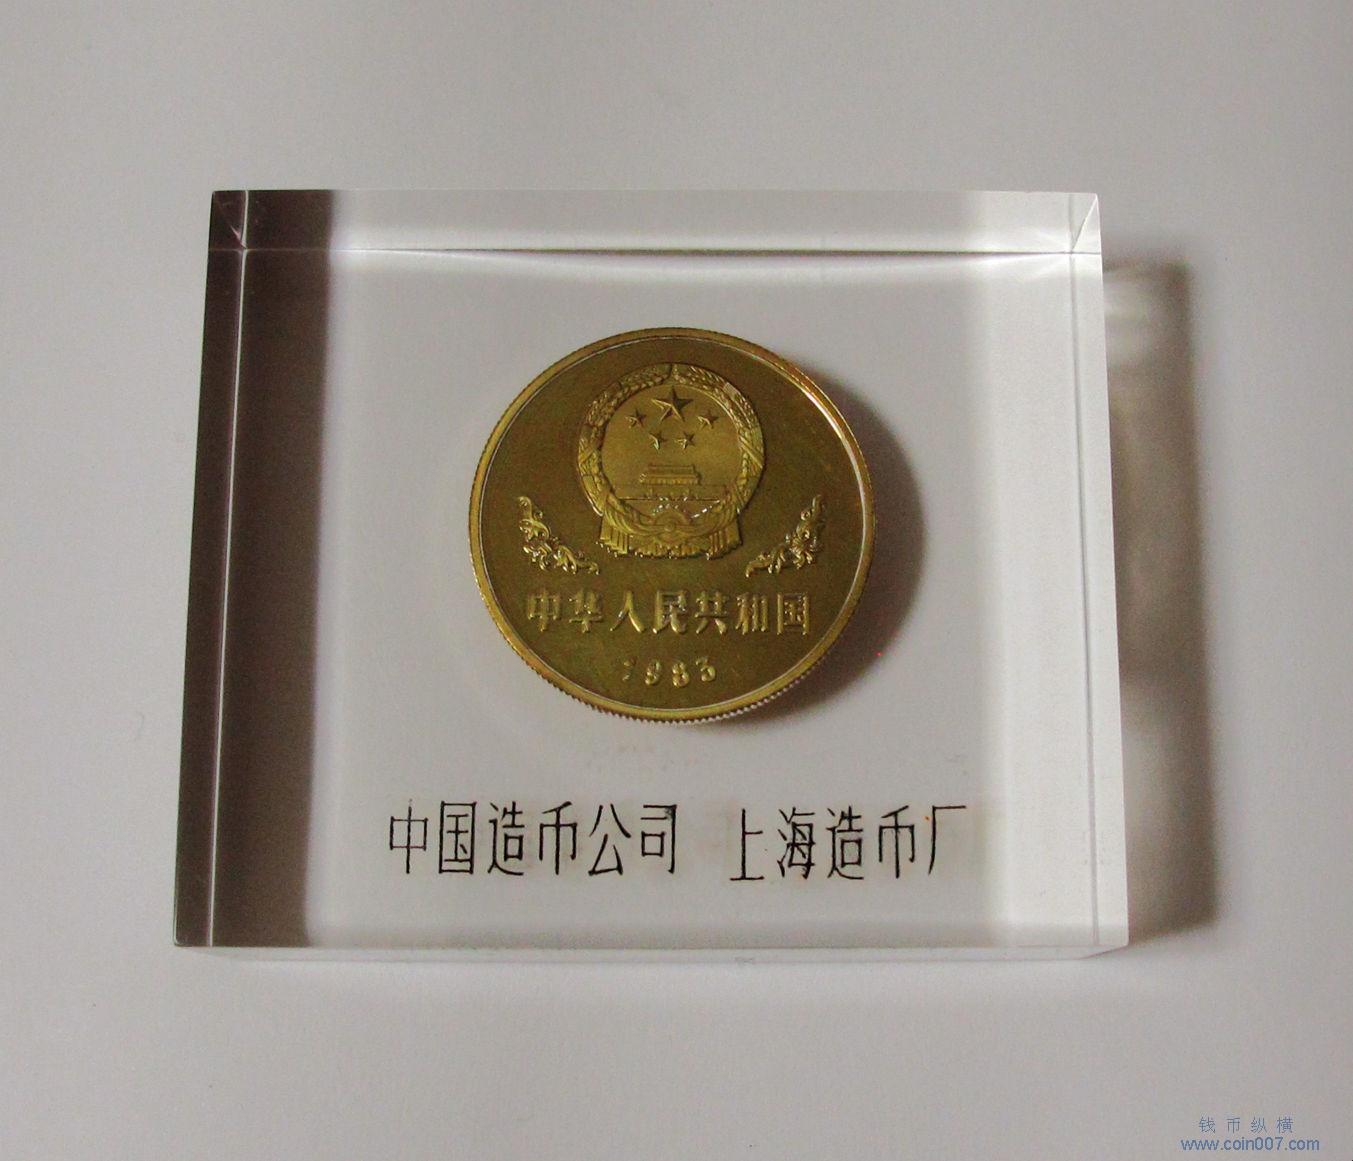 中华人民共和国
1983
中国造币公司 上海造币厂
钱币纵横
www.coin007.com